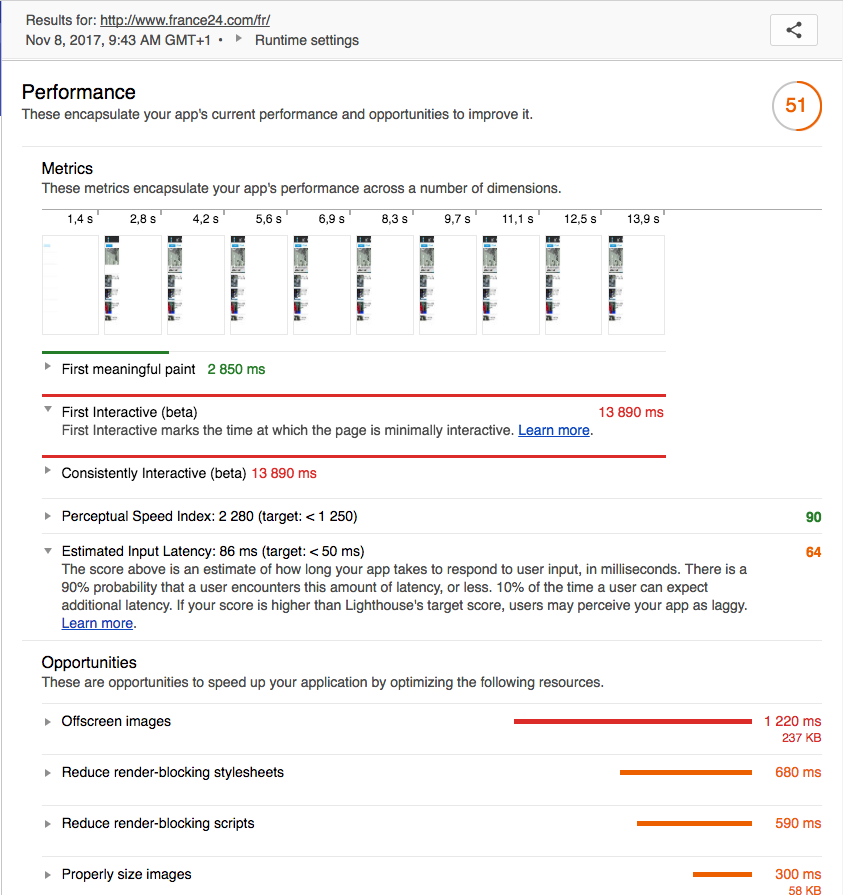 Results for: http://www.france24.com/fr/
Nov 8, 2017, 9:43 AM GMT+1 • Runtime settings
Performance
These encapsulate your app's current performance and opportunities to improve it.
51
Metrics
These metrics encapsulate your app's performance across a number of dimensions.
1,4 s 2,8 s 4,2 s 5,6 s 6,9 s 8,3 s 9,7 s 11,1 s 12,5 s 13,9 s
First meaningful paint 2 850 ms
First Interactive (beta) 13 890 ms
First Interactive marks the time at which the page is minimally interactive. Learn more.
Consistently Interactive (beta) 13 890 ms
Perceptual Speed Index: 2 280 (target: < 1 250) 90
Estimated Input Latency: 86 ms (target: < 50 ms) 64
The score above is an estimate of how long your app takes to respond to user input, in milliseconds. There is a
90% probability that a user encounters this amount of latency, or less. 10% of the time a user can expect
additional latency. If your score is higher than Lighthouse's target score, users may perceive your app as laggy.
Learn more.
Opportunities
These are opportunities to speed up your application by optimizing the following resources.
Offscreen images 1 220 ms
237 KB
Reduce render-blocking stylesheets 680 ms
Reduce render-blocking scripts 590 ms
Properly size images 300 ms
58 KB